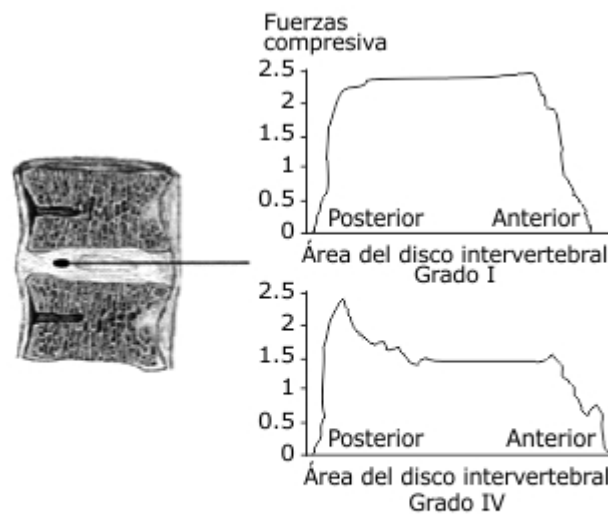 Fuerzas
compresiva
2.5
2
1.5
1
0.5
0
Posterior Anterior
Área del disco intervertebral
Grado I
2.5
2
1.5
1
0.5
0
Posterior Anterior
Área del disco intervertebral
Grado IV